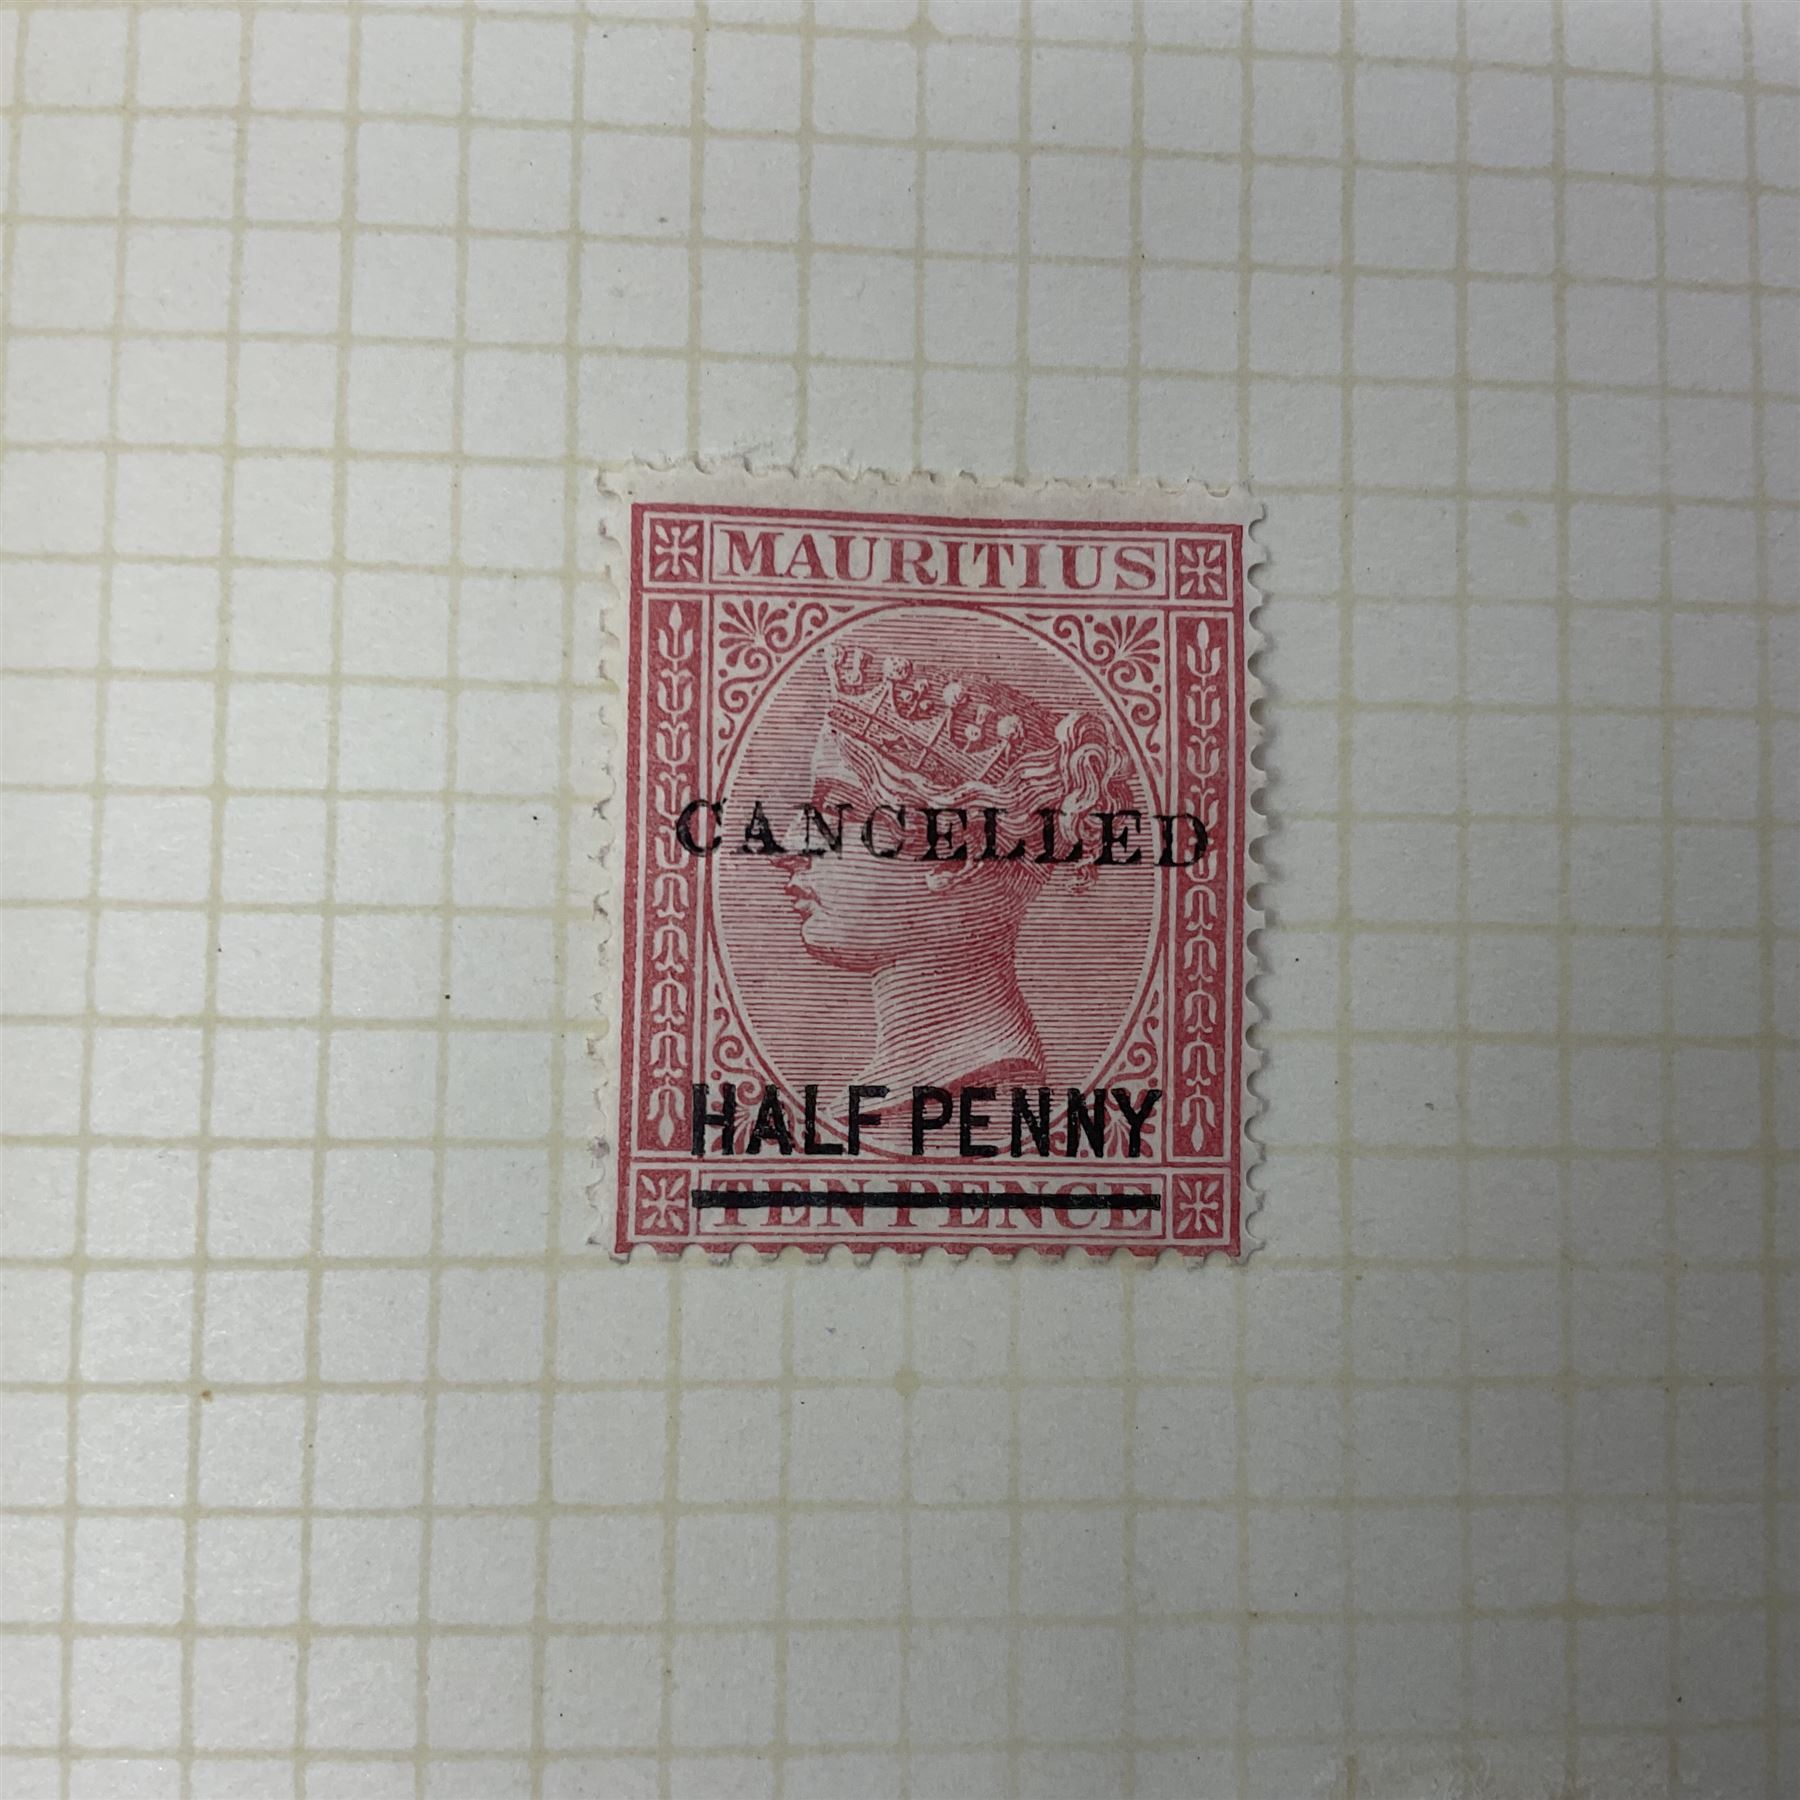 MAURITIUS
CANCELLED
HALF PENNY
TEN PENCE